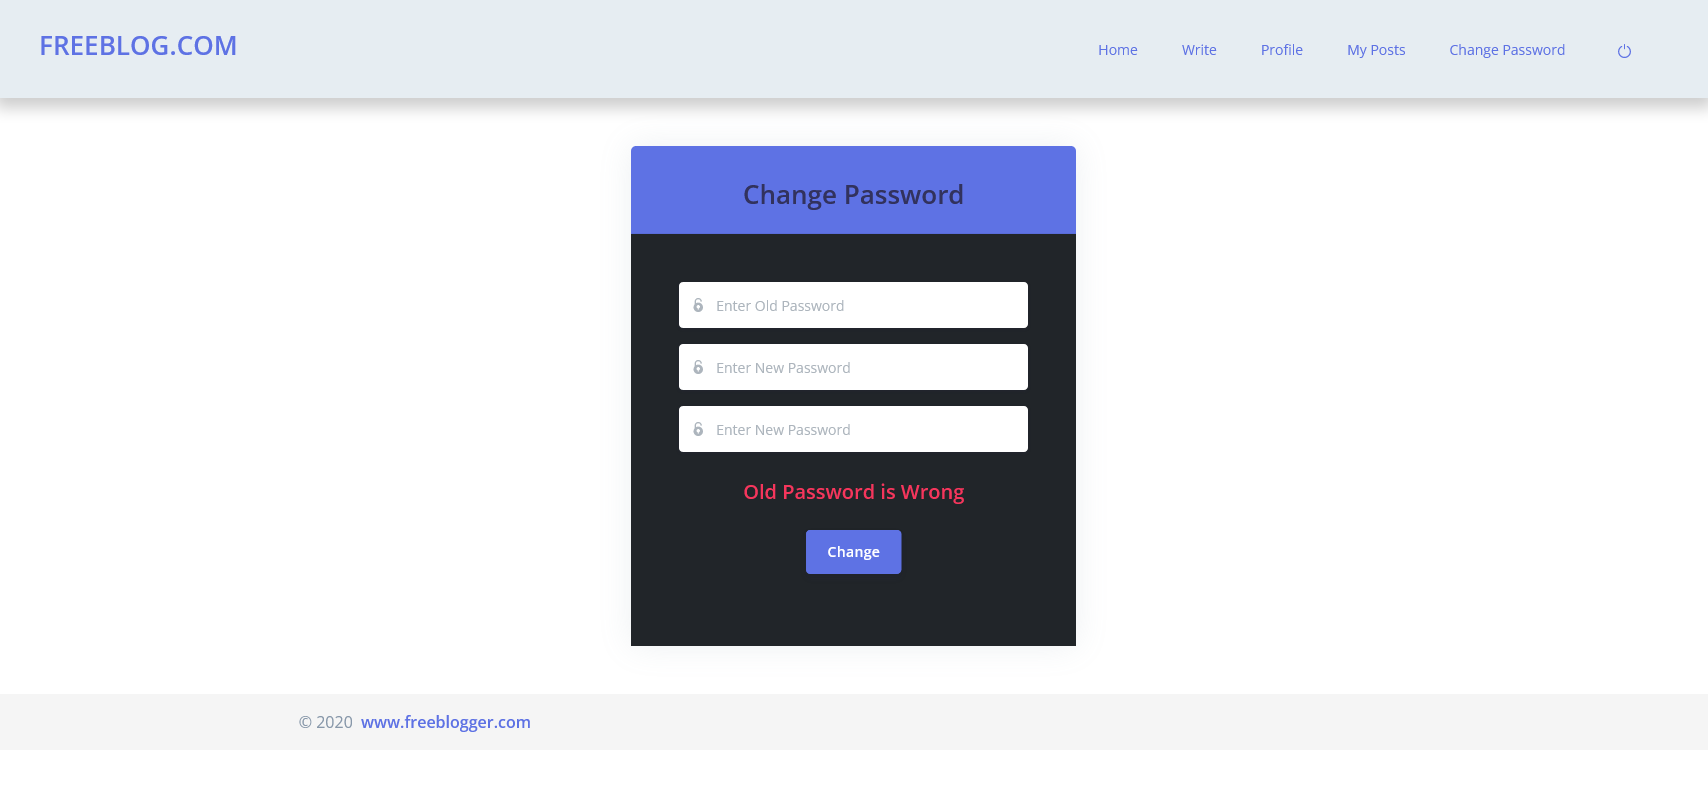 FREEBLOG.COM
Home Write Profile My Posts Change Password
Change Password
Enter Old Password
Enter New Password
Enter New Password
Old Password is Wrong
Change
© 2020 www.freeblogger.com